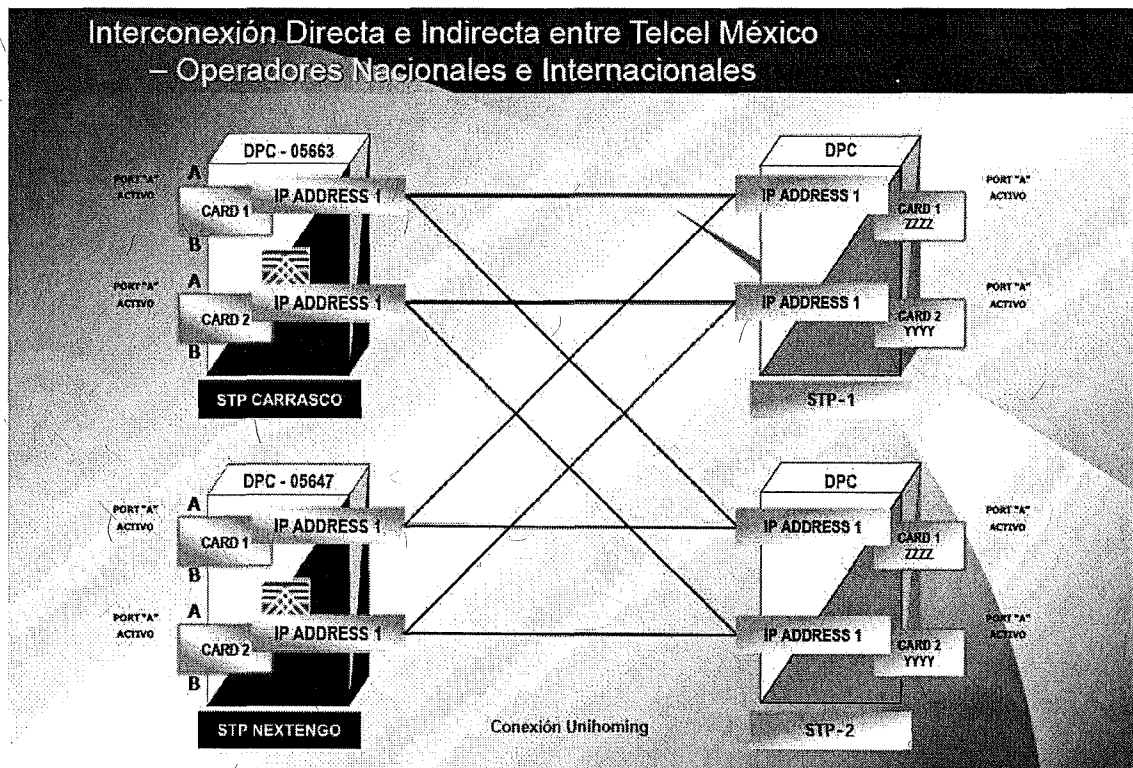 Interconexión Directa e Indirecta entre Telcel México
– Operadores Nacionales e Internacionales
DPC - 05663
A
PORT "A"
ACTIVO
CARD 1
IP ADDRESS 1
B
A
PORT "A"
ACTIVO
CARD 2
IP ADDRESS 1
B
STP CARRASCO
DPC
IP ADDRESS 1
CARD 1
ZZZZ
PORT "A"
ACTIVO
IP ADDRESS 1
CARD 2
YYYY
PORT "A"
ACTIVO
STP-1
DPC - 05647
A
PORT "A"
ACTIVO
CARD 1
IP ADDRESS 1
B
A
PORT "A"
ACTIVO
CARD 2
IP ADDRESS 1
B
STP NEXTENGO
DPC
IP ADDRESS 1
CARD 1
ZZZZ
PORT "A"
ACTIVO
IP ADDRESS 1
CARD 2
YYYY
PORT "A"
ACTIVO
STP-2
Conexión Unihoming